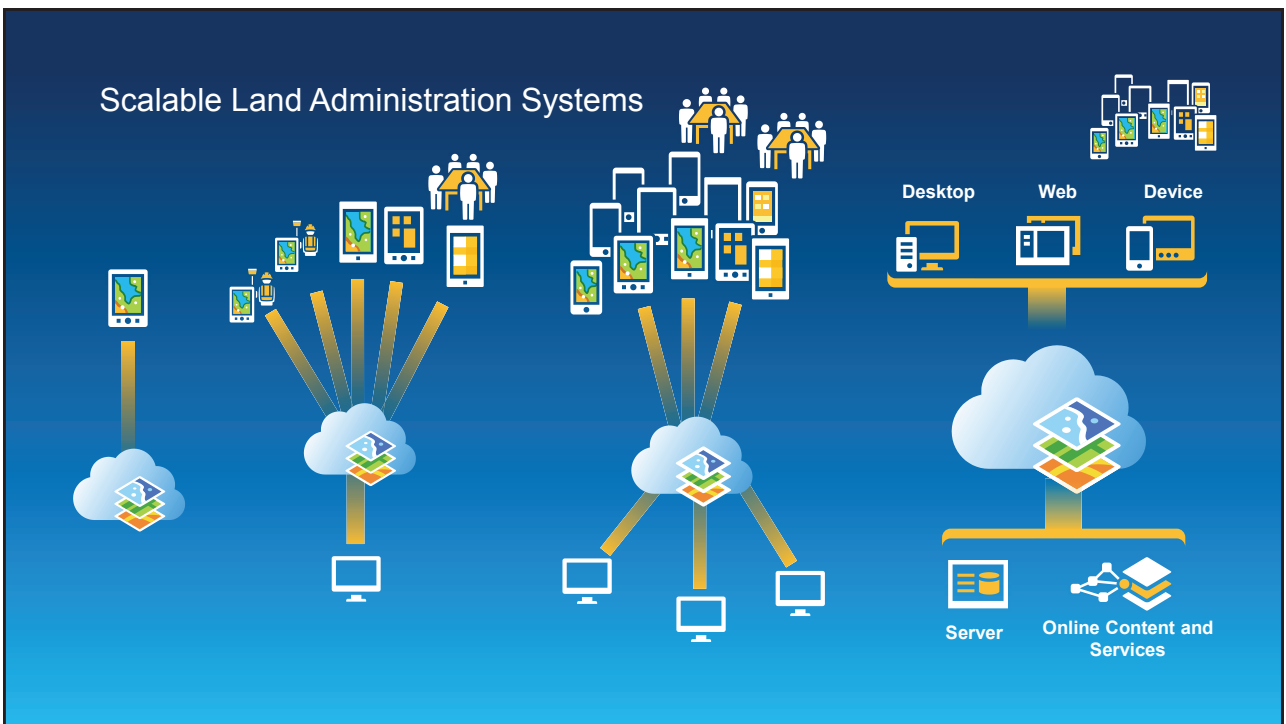 Scalable Land Administration Systems
Desktop
Web
Device
Server
Online Content and
Services